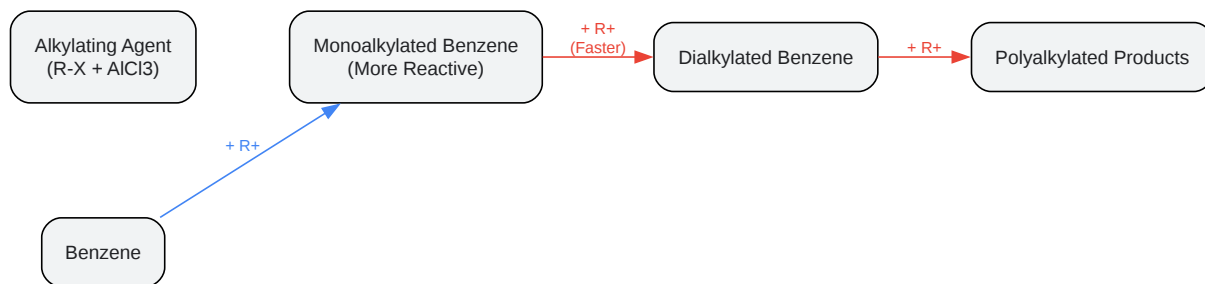 Alkylating Agent
(R-X + AlCl3)
Monoalkylated Benzene
(More Reactive)
+ R+
(Faster)
Dialkylated Benzene
+ R+
Polyalkylated Products
+ R+
Benzene